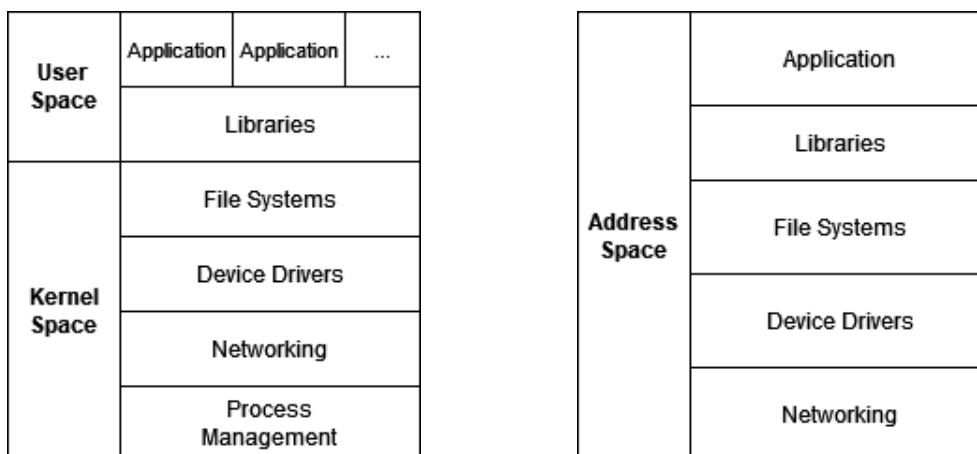 User
Space
Application
Application
...
Libraries
Kernel
Space
File Systems
Device Drivers
Networking
Process
Management
Address
Space
Application
Libraries
File Systems
Device Drivers
Networking